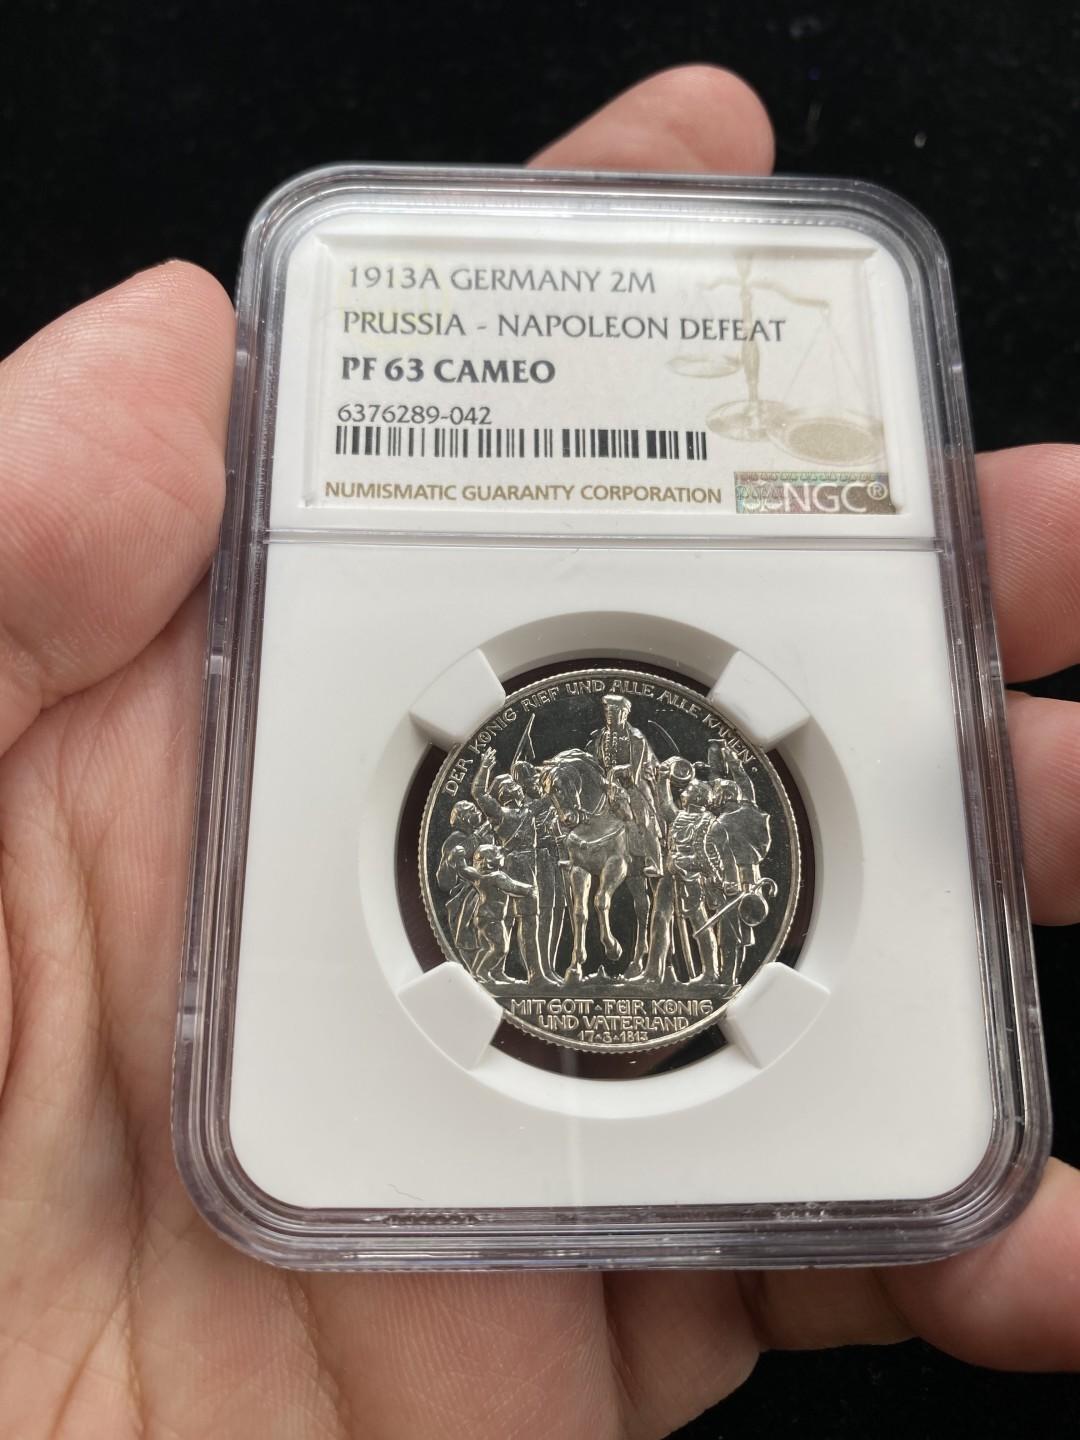 1913A GERMANY 2M
PRUSSIA - NAPOLEON DEFEAT
PF 63 CAMEO
6376289-042
NUMISMATIC GUARANTY CORPORATION
NGC®
DER KÖNIG RIEF UND ALLE ALLE KAMEN·
MIT GOTT·FÜR KÖNIG
UND VATERLAND
17·3·1813